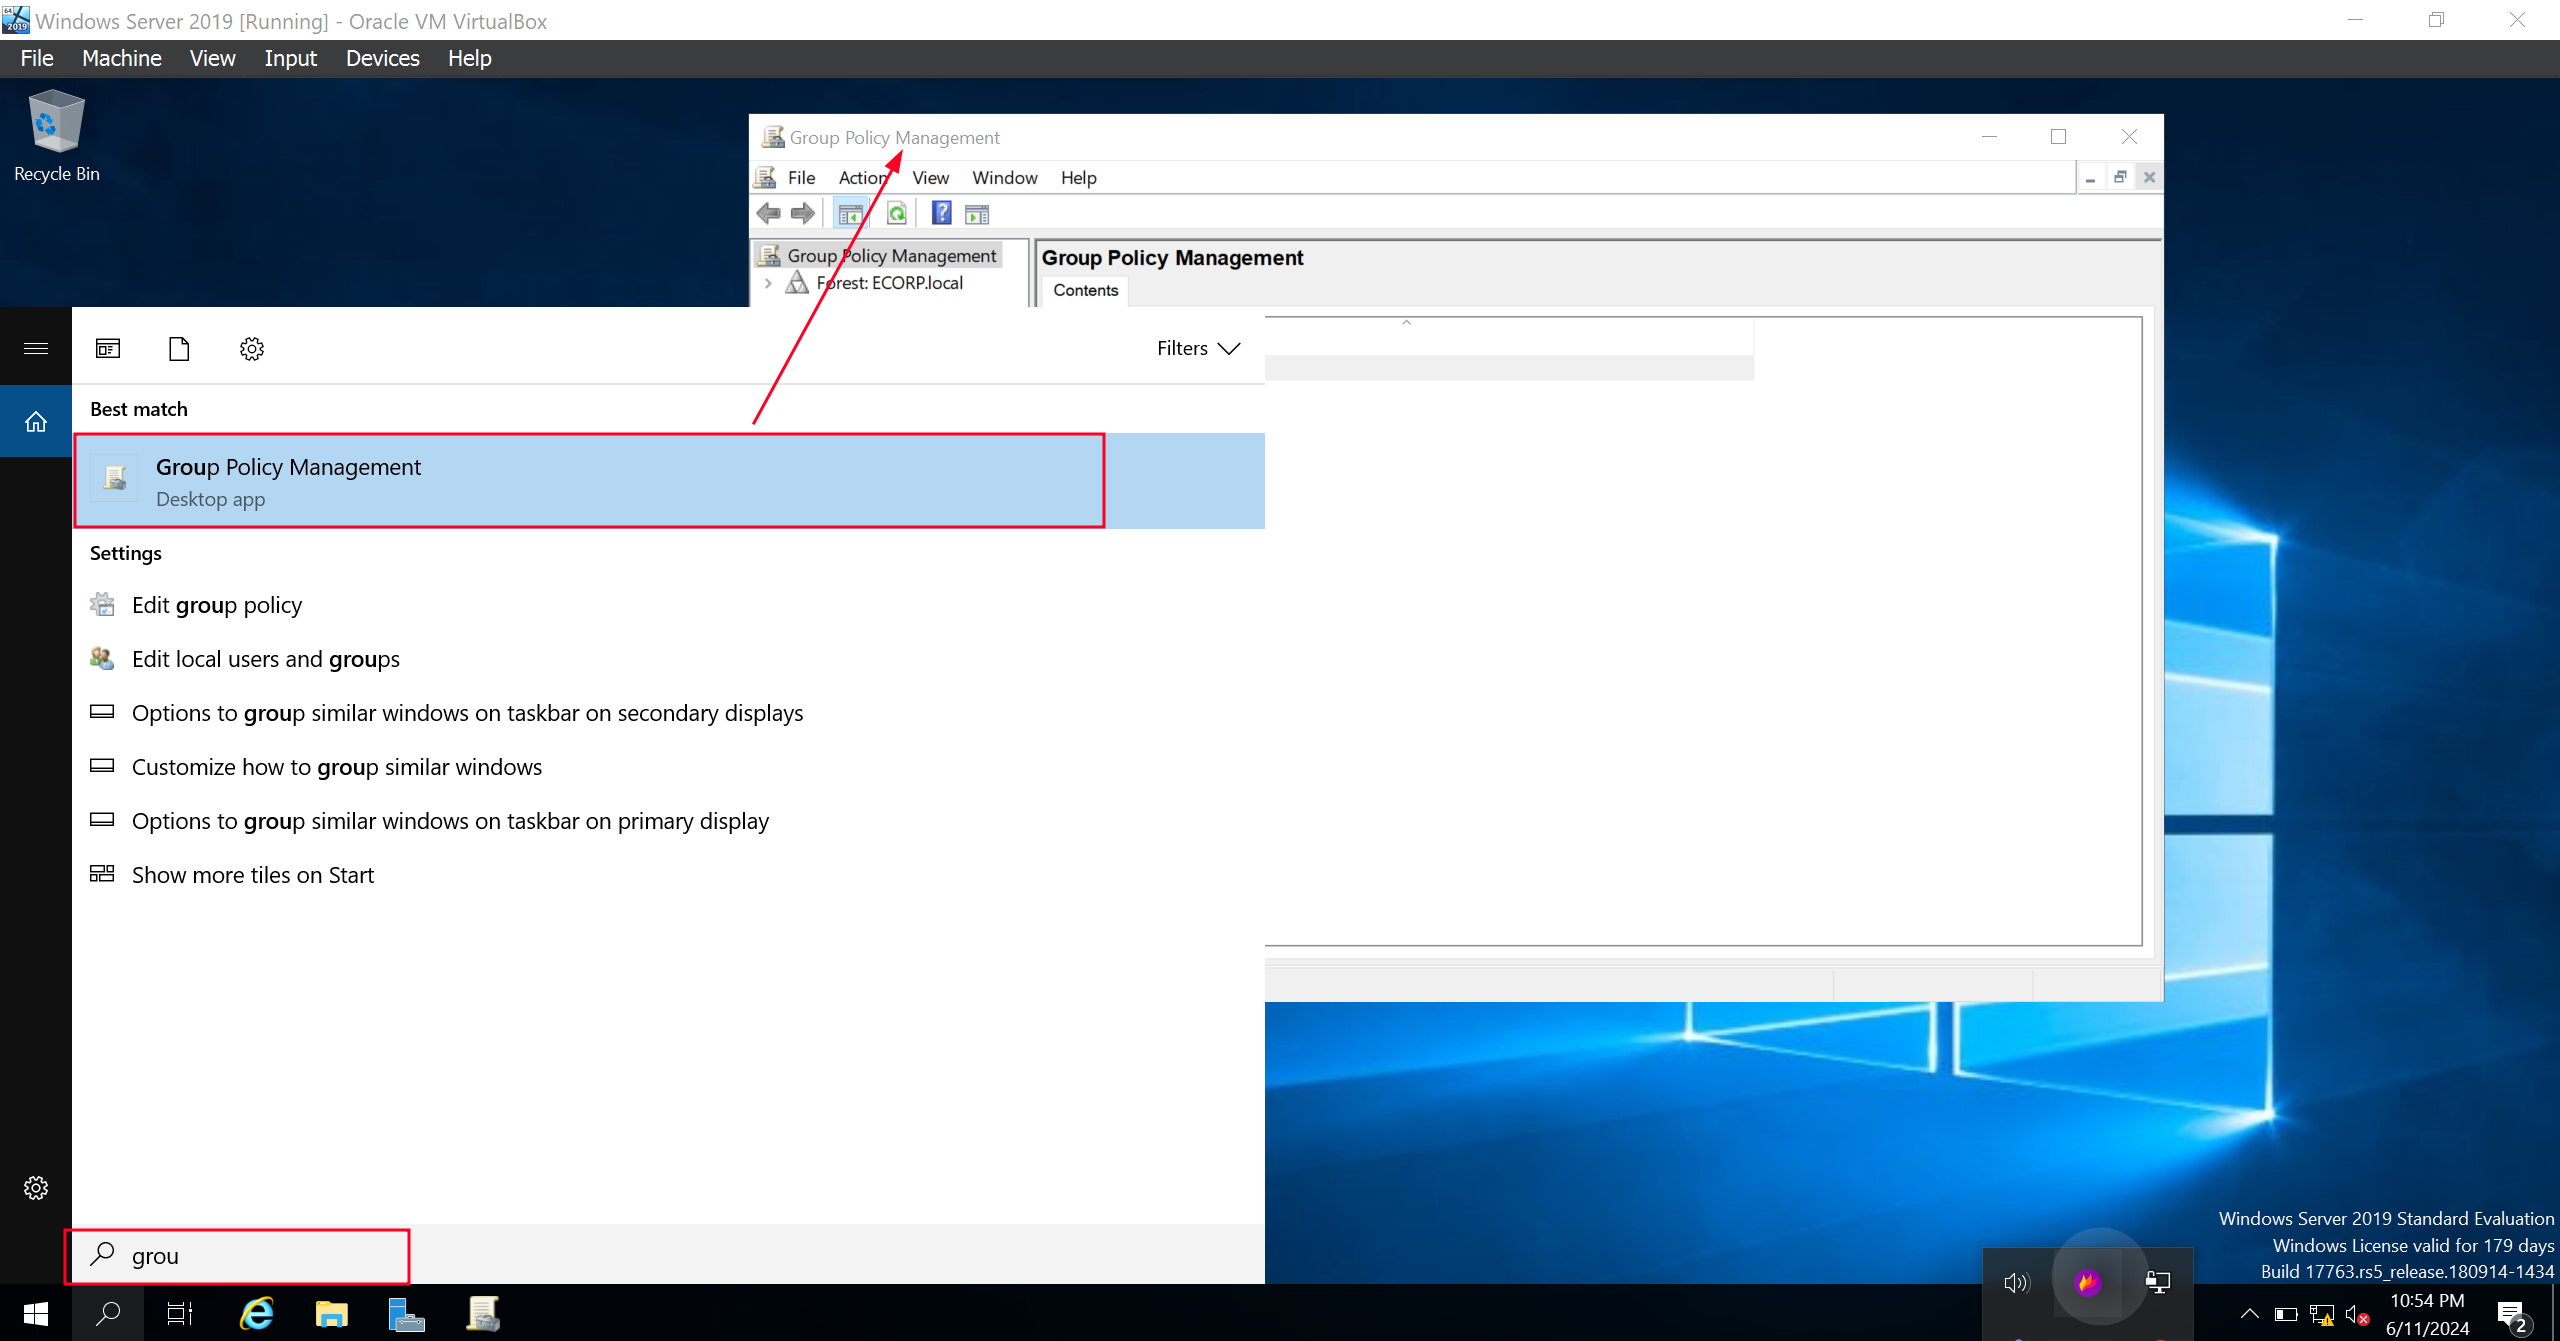 Windows Server 2019 [Running] - Oracle VM VirtualBox
File Machine View Input Devices Help
Recycle Bin
Group Policy Management
File Action View Window Help
Group Policy Management
Forest: ECORP.local
Group Policy Management
Contents
Filters
Best match
Group Policy Management
Desktop app
Settings
Edit group policy
Edit local users and groups
Options to group similar windows on taskbar on secondary displays
Customize how to group similar windows
Options to group similar windows on taskbar on primary display
Show more tiles on Start
grou
Windows Server 2019 Standard Evaluation
Windows License valid for 179 days
Build 17763.rs5_release.180914-1434
10:54 PM
6/11/2024
2